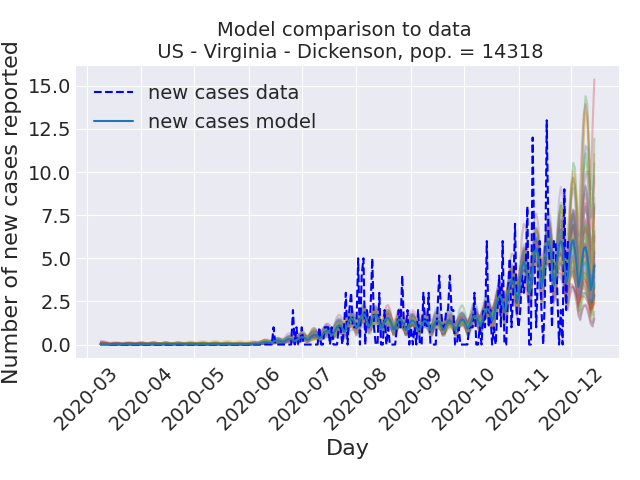 Model comparison to data
US - Virginia - Dickenson, pop. = 14318
Number of new cases reported
15.0
12.5
10.0
7.5
5.0
2.5
0.0
new cases data
new cases model
2020-03
2020-04
2020-05
2020-06
2020-07
2020-08
2020-09
2020-10
2020-11
2020-12
Day